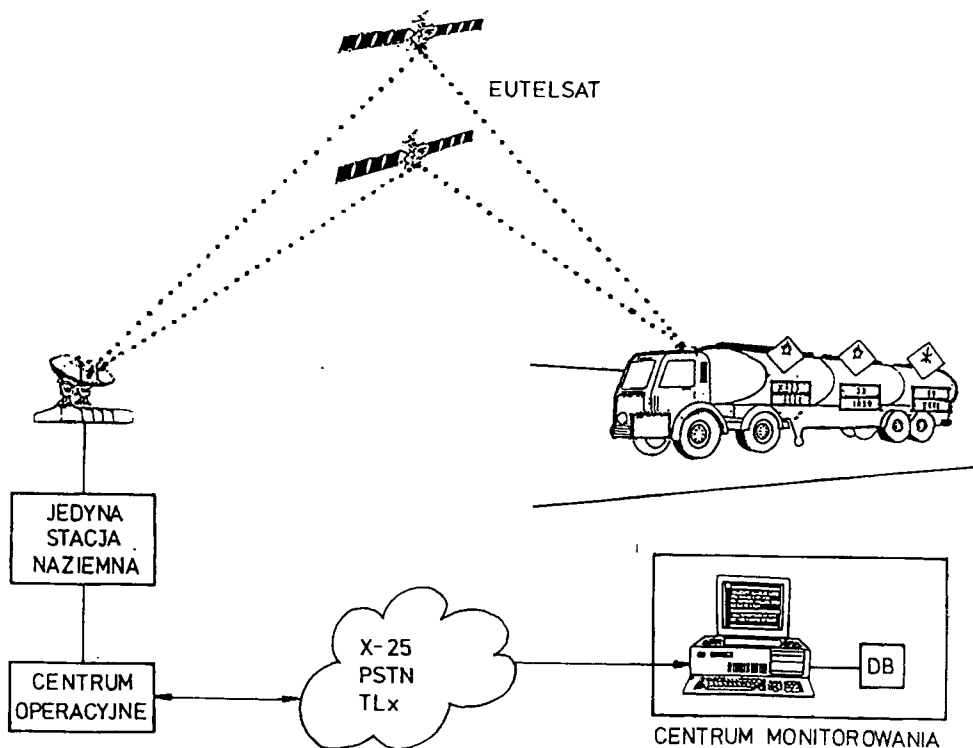 EUTELSAT
JEDYNA
STACJA
NAZIEMNA
CENTRUM
OPERACYJNE
X-25
PSTN
TLx
DB
CENTRUM MONITOROWANIA